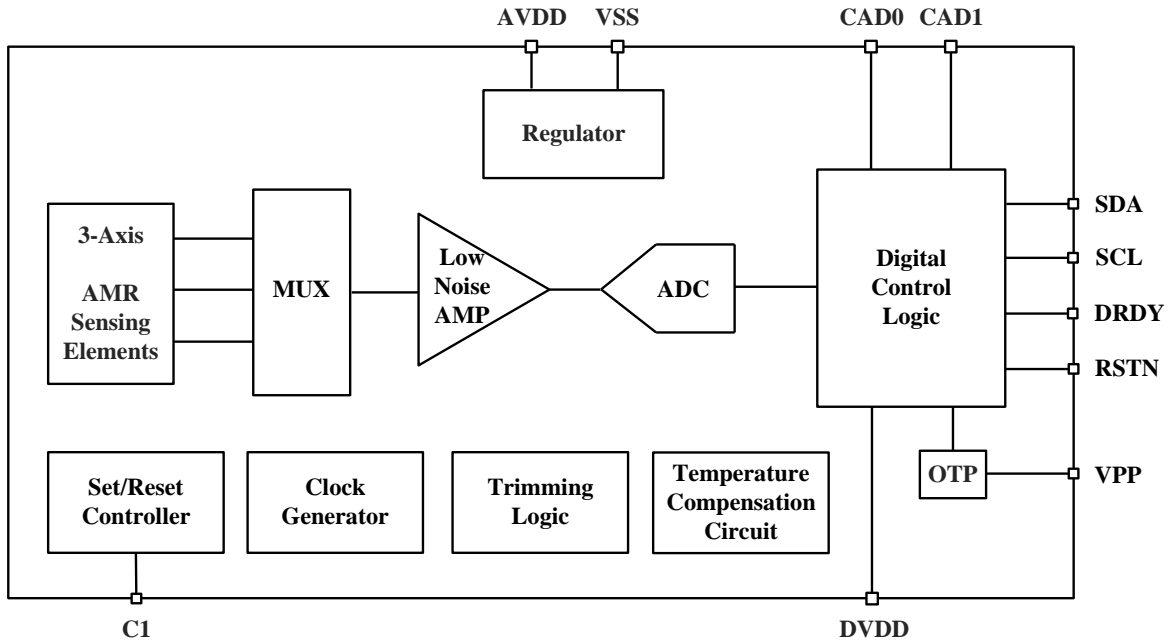 AVDD VSS CAD0 CAD1
Regulator
3-Axis
AMR
Sensing
Elements
MUX
Low
Noise
AMP
ADC
Digital
Control
Logic
SDA
SCL
DRDY
RSTN
OTP
VPP
Set/Reset
Controller
Clock
Generator
Trimming
Logic
Temperature
Compensation
Circuit
C1
DVDD